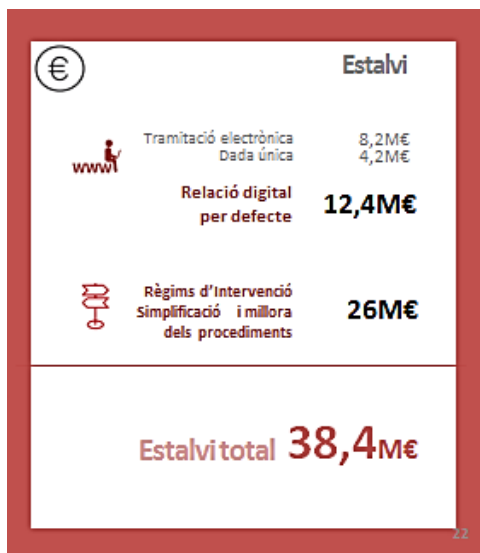 €
Estalvi
Tramitació electrònica 8,2M€
Dada única 4,2M€
www
Relació digital
per defecte 12,4M€
Règims d'Intervenció
Simplificació i millora
dels procediments 26M€
Estalvi total 38,4M€
22